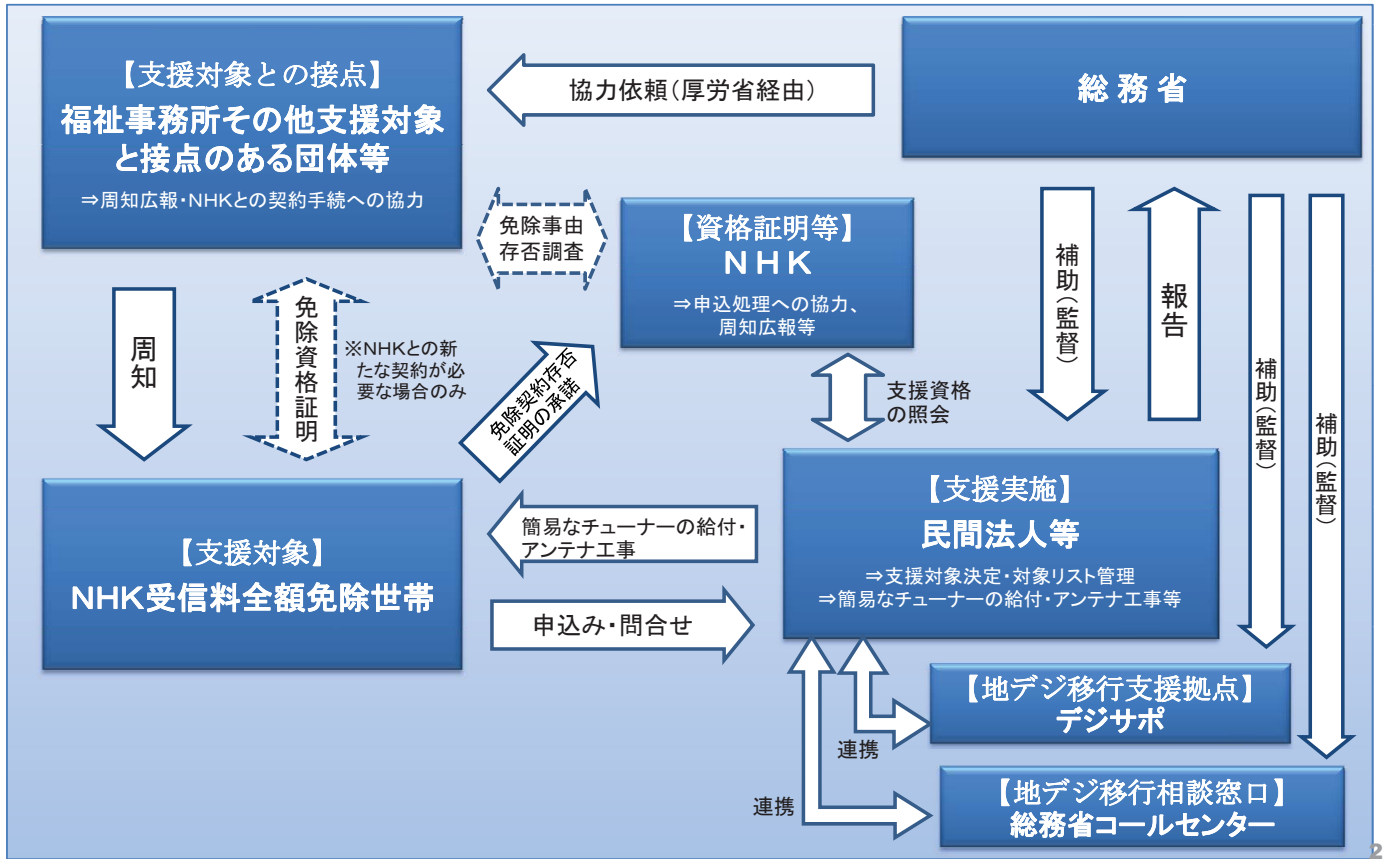 【支援対象との接点】
福祉事務所その他支援対象
と接点のある団体等
⇒周知広報・NHKとの契約手続への協力
協力依頼(厚労省経由)
総務省
免除事由
存否調査
【資格証明等】
NHK
⇒申込処理への協力、
周知広報等
補助(監督)
報告
補助(監督)
補助(監督)
周知
免除資格証明
※NHKとの新
たな契約が必
要な場合のみ
免除契約存否
証明の承諾
支援資格
の照会
【支援対象】
NHK受信料全額免除世帯
簡易なチューナーの給付・
アンテナ工事
申込み・問合せ
【支援実施】
民間法人等
⇒支援対象決定・対象リスト管理
⇒簡易なチューナーの給付・アンテナ工事等
連携
【地デジ移行支援拠点】
デジサポ
連携
【地デジ移行相談窓口】
総務省コールセンター
2